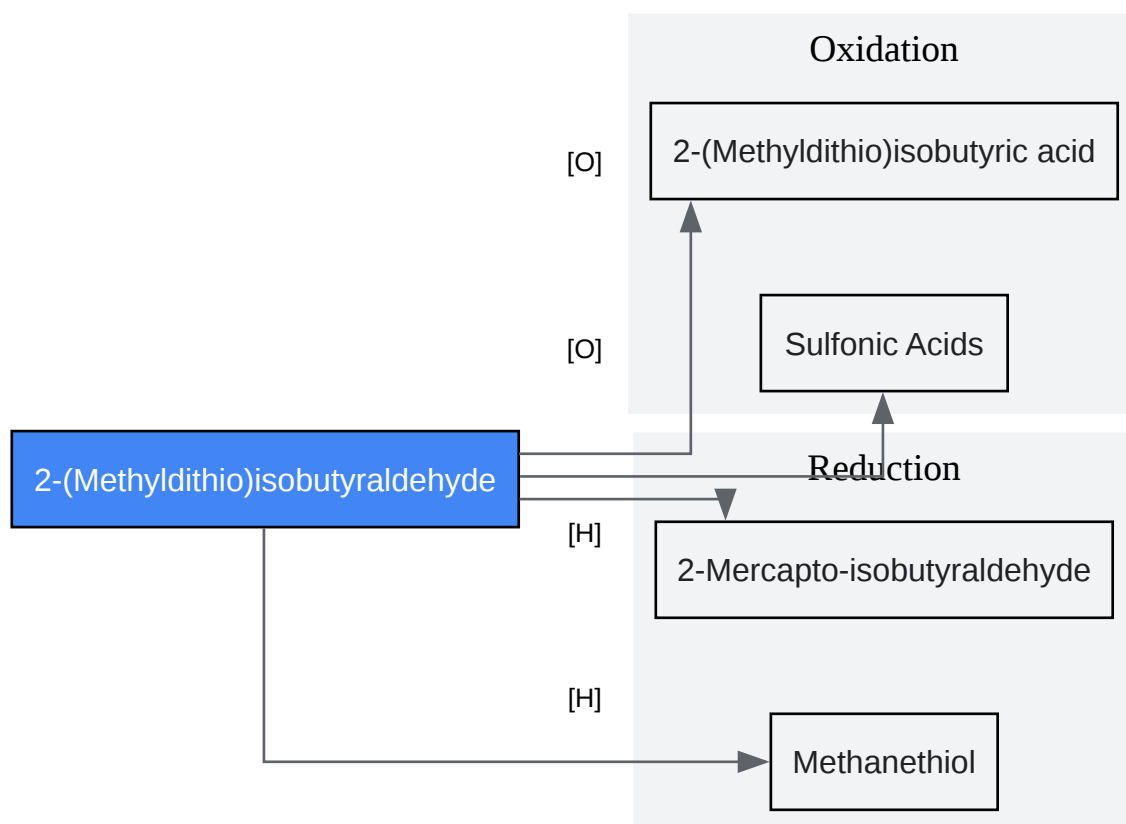 Oxidation
2-(Methyldithio)isobutyric acid
[O]
Sulfonic Acids
[O]
2-(Methyldithio)isobutyraldehyde
Reduction
[H]
2-Mercapto-isobutyraldehyde
[H]
Methanethiol